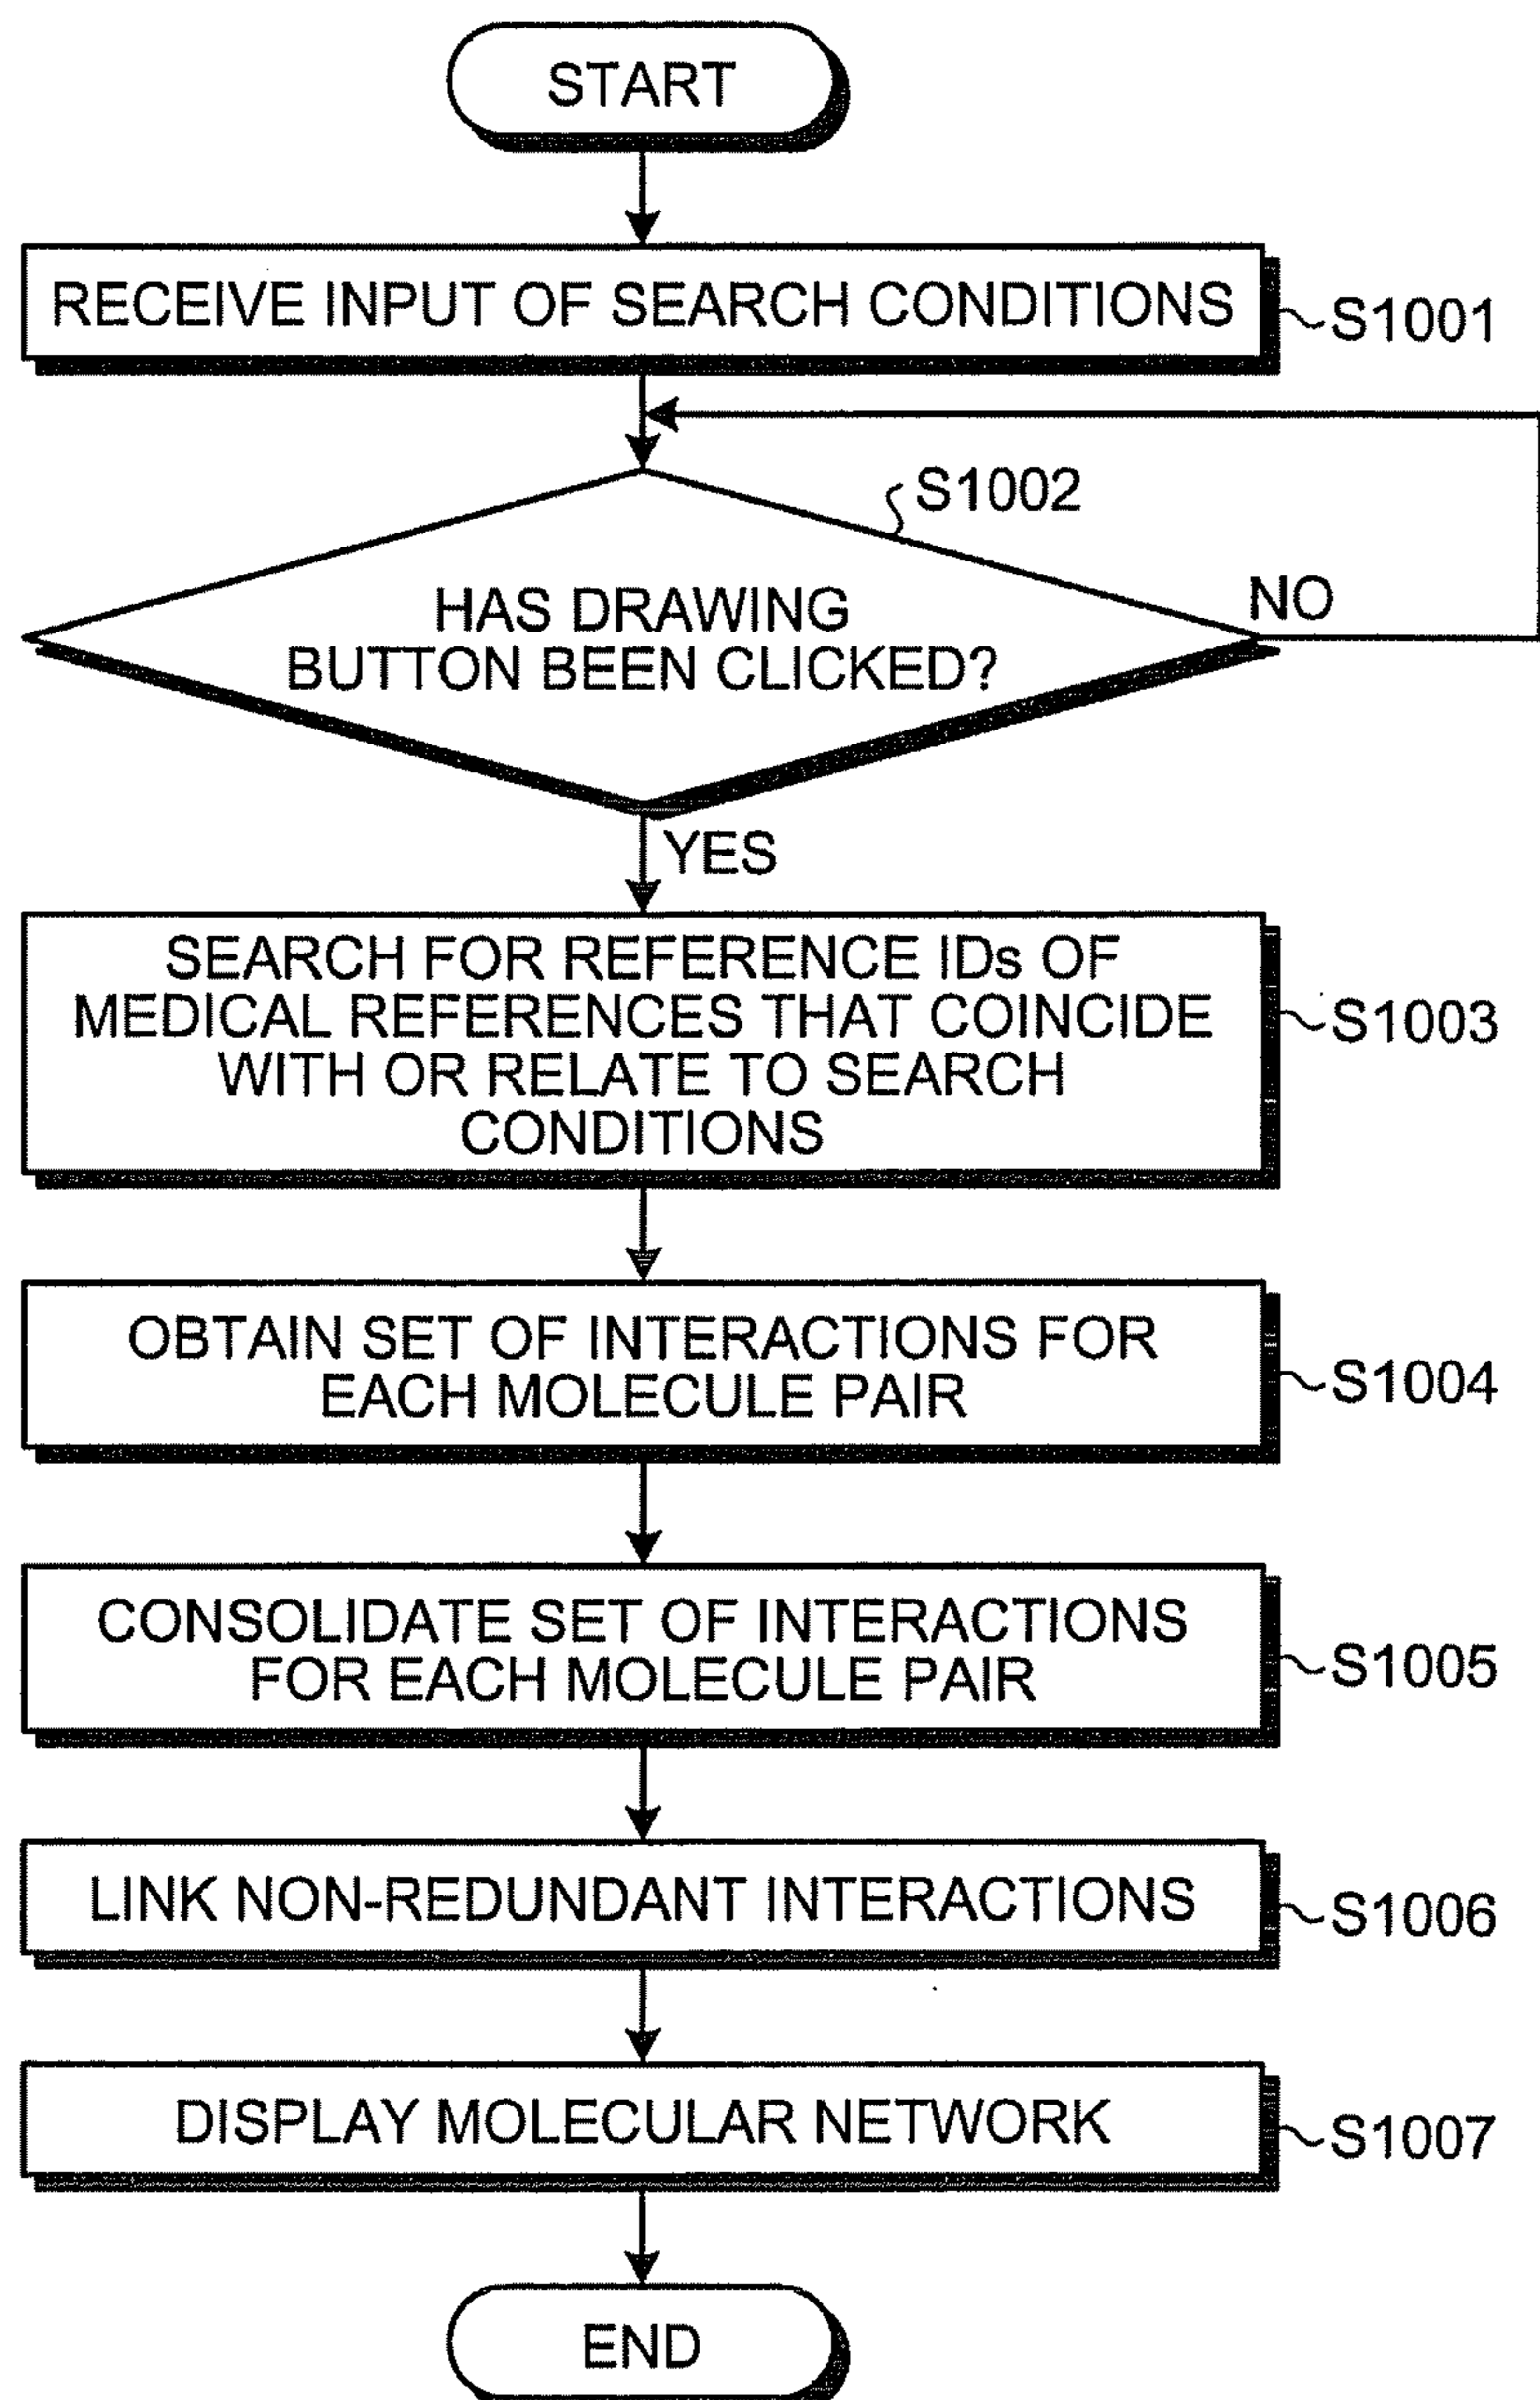 START
RECEIVE INPUT OF SEARCH CONDITIONS
S1001
S1002
HAS DRAWING
BUTTON BEEN CLICKED?
NO
YES
SEARCH FOR REFERENCE IDs OF
MEDICAL REFERENCES THAT COINCIDE
WITH OR RELATE TO SEARCH
CONDITIONS
S1003
OBTAIN SET OF INTERACTIONS FOR
EACH MOLECULE PAIR
S1004
CONSOLIDATE SET OF INTERACTIONS
FOR EACH MOLECULE PAIR
S1005
LINK NON-REDUNDANT INTERACTIONS
S1006
DISPLAY MOLECULAR NETWORK
S1007
END